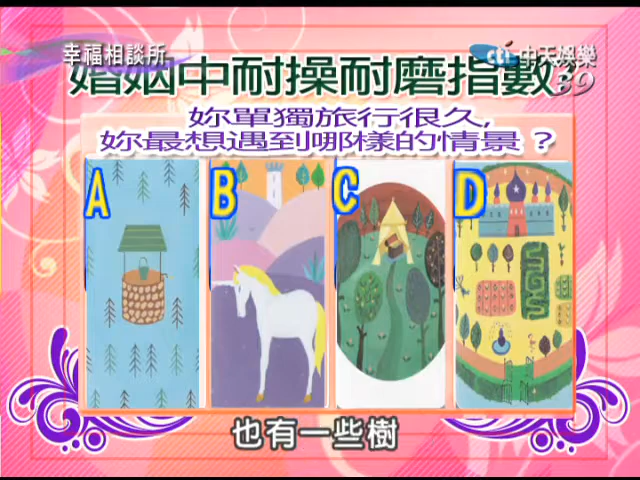 幸福相談所
cti 中天娛樂
39
婚姻中耐操耐磨指數?
妳單獨旅行很久,
妳最想遇到哪樣的情景?
A
B
C
D
也有一些樹